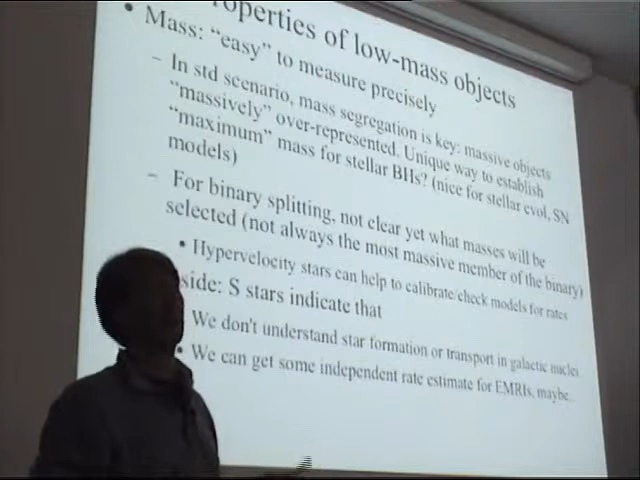 operties of low-mass objects
• Mass: “easy” to measure precisely
– In std scenario, mass segregation is key: massive objects
“massively” over-represented. Unique way to establish
“maximum” mass for stellar BHs? (nice for stellar evol, SN
models)
– For binary splitting, not clear yet what masses will be
selected (not always the most massive member of the binary)
• Hypervelocity stars can help to calibrate/check models for rates
side: S stars indicate that
We don't understand star formation or transport in galactic nuclei
• We can get some independent rate estimate for EMRIs, maybe..